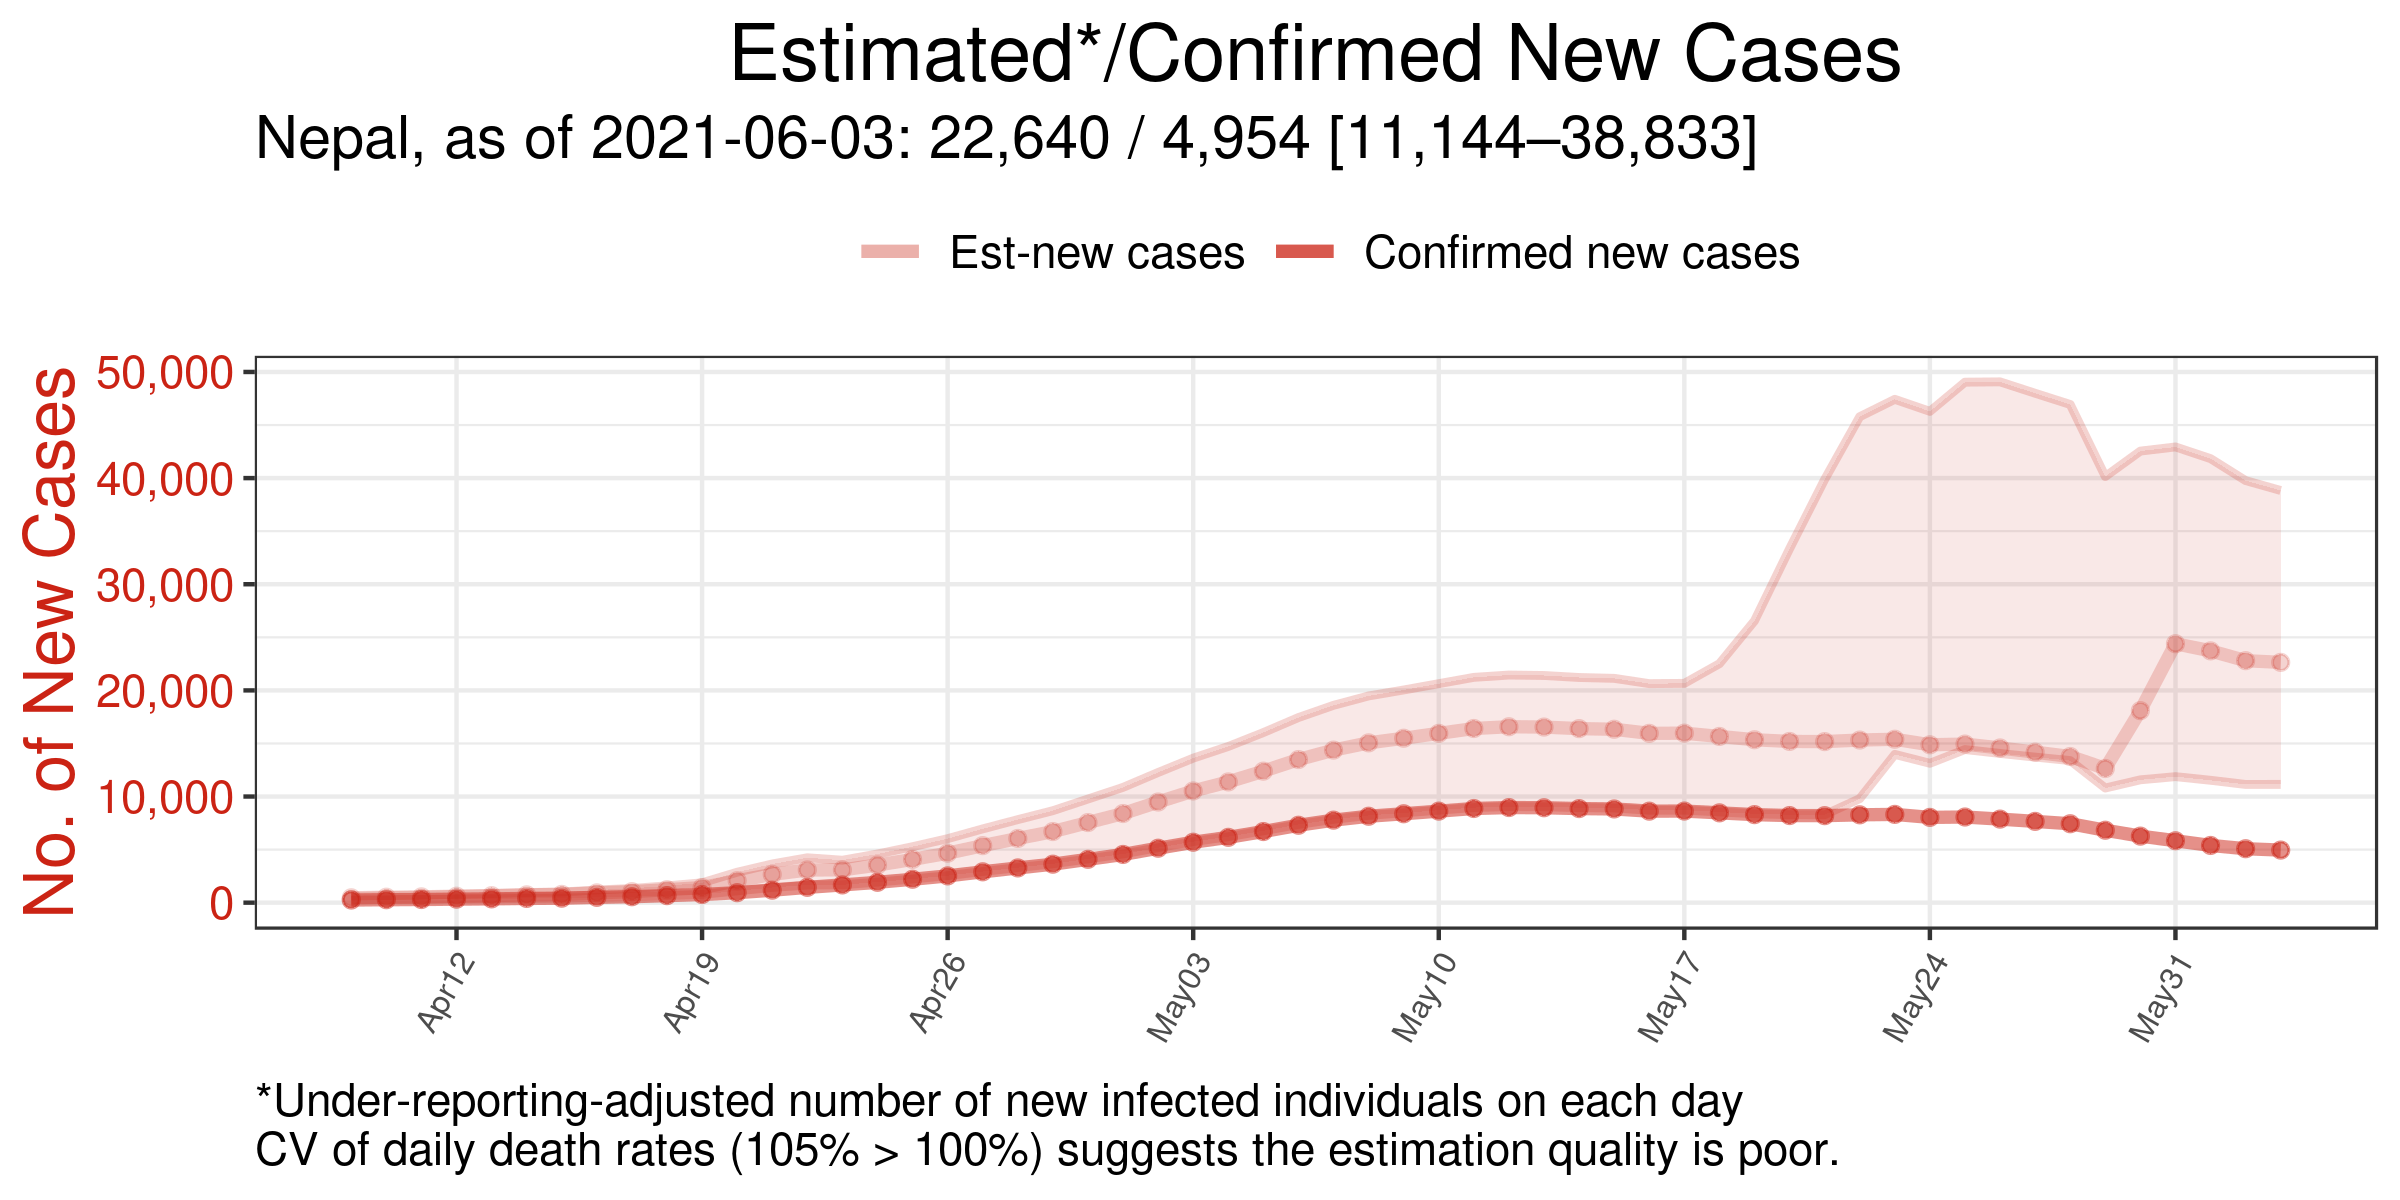 Estimated*/Confirmed New Cases
Nepal, as of 2021-06-03: 22,640 / 4,954 [11,144–38,833]
Est-new cases Confirmed new cases
No. of New Cases
50,000
40,000
30,000
20,000
10,000
0
Apr12 Apr19 Apr26 May03 May10 May17 May24 May31
*Under-reporting-adjusted number of new infected individuals on each day
CV of daily death rates (105% > 100%) suggests the estimation quality is poor.